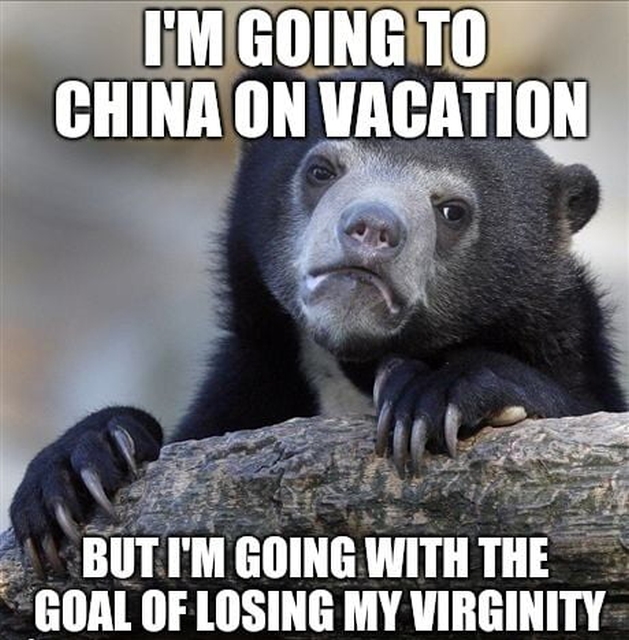 I'M GOING TO
CHINA ON VACATION
BUT I'M GOING WITH THE
GOAL OF LOSING MY VIRGINITY